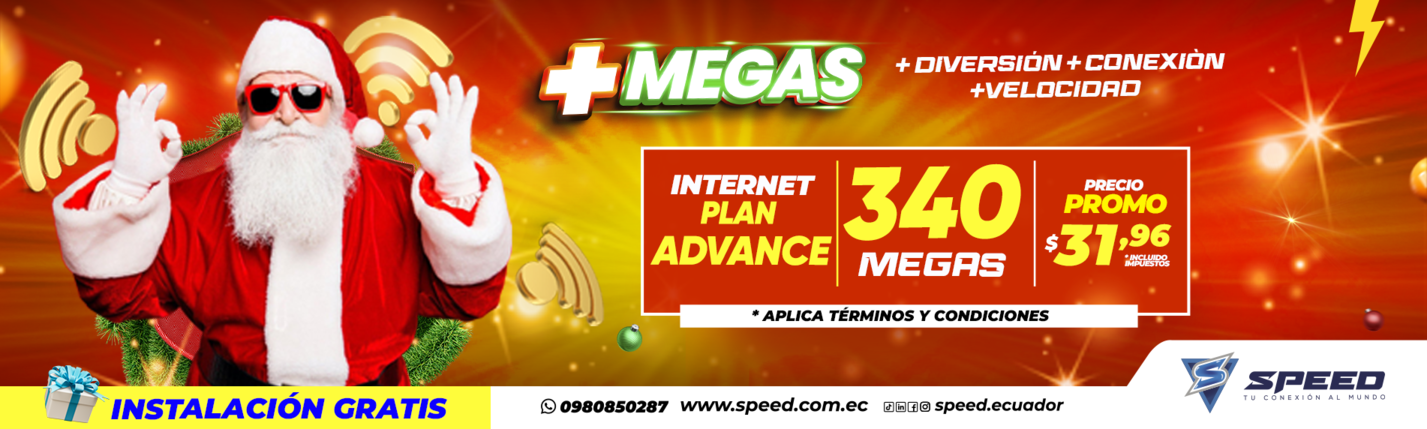 +MEGAS
+ DIVERSIÓN + CONEXIÒN
+VELOCIDAD
INTERNET
PLAN
ADVANCE
340
MEGAS
PRECIO
PROMO
$31,96
*INCLUIDO
IMPUESTOS
* APLICA TÉRMINOS Y CONDICIONES
INSTALACIÓN GRATIS
0980850287 www.speed.com.ec speed.ecuador
SPEED
TU CONEXIÓN AL MUNDO